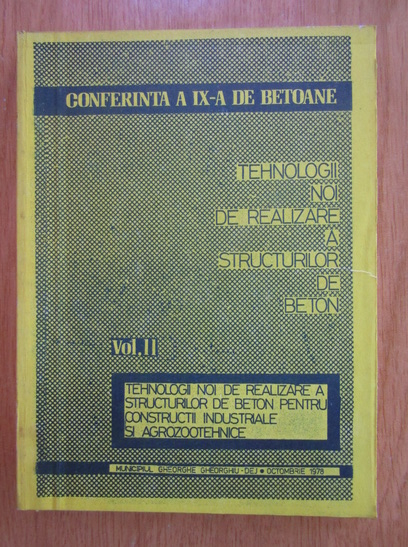 CONFERINTA A IX-A DE BETOANE
TEHNOLOGII
NOI
DE REALIZARE
A
STRUCTURILOR
DE
BETON
Vol. II
TEHNOLOGII NOI DE REALIZARE A
STRUCTURILOR DE BETON PENTRU
CONSTRUCTII INDUSTRIALE
SI AGROZOOTEHNICE
MUNICIPIUL GHEORGHE GHEORGHIU-DEJ • OCTOMBRIE 1978